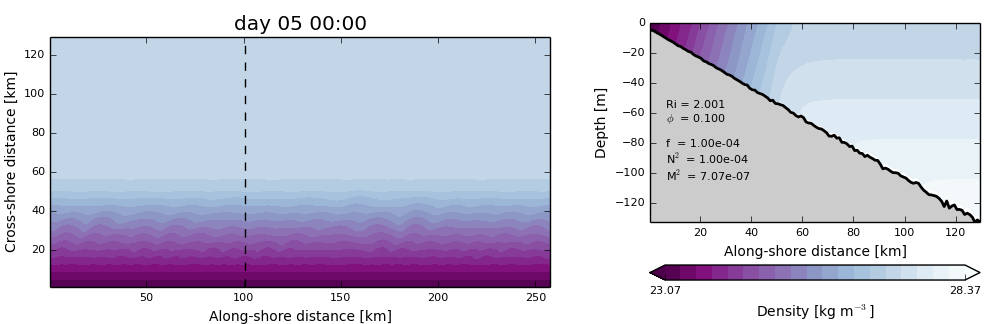 day 05 00:00
Cross-shore distance [km]
120
100
80
60
40
20
50
100
150
200
250
Along-shore distance [km]
Depth [m]
0
−20
−40
−60
−80
−100
−120
Ri = 2.001
ϕ = 0.100
f = 1.00e-04
N² = 1.00e-04
M² = 7.07e-07
20
40
60
80
100
120
Along-shore distance [km]
23.07
28.37
Density [kg m⁻³]